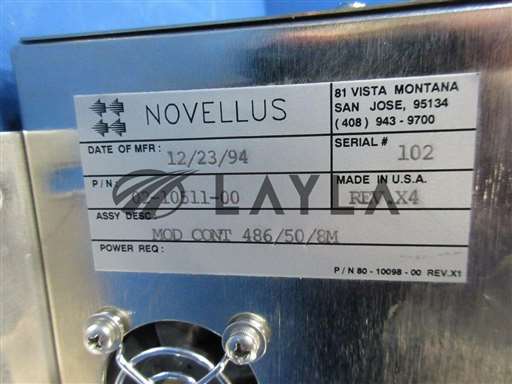 NOVELLUS
81 VISTA MONTANA
SAN JOSE, 95134
(408) 943-9700
DATE OF MFR: 12/23/94
SERIAL # 102
P/N: 02-10511-00
MADE IN U.S.A.
REV.X4
LAYLA
ASSY DESC:
MOD CONT 486/50/8M
POWER REQ:
P/N 80-10098-00 REV.X1